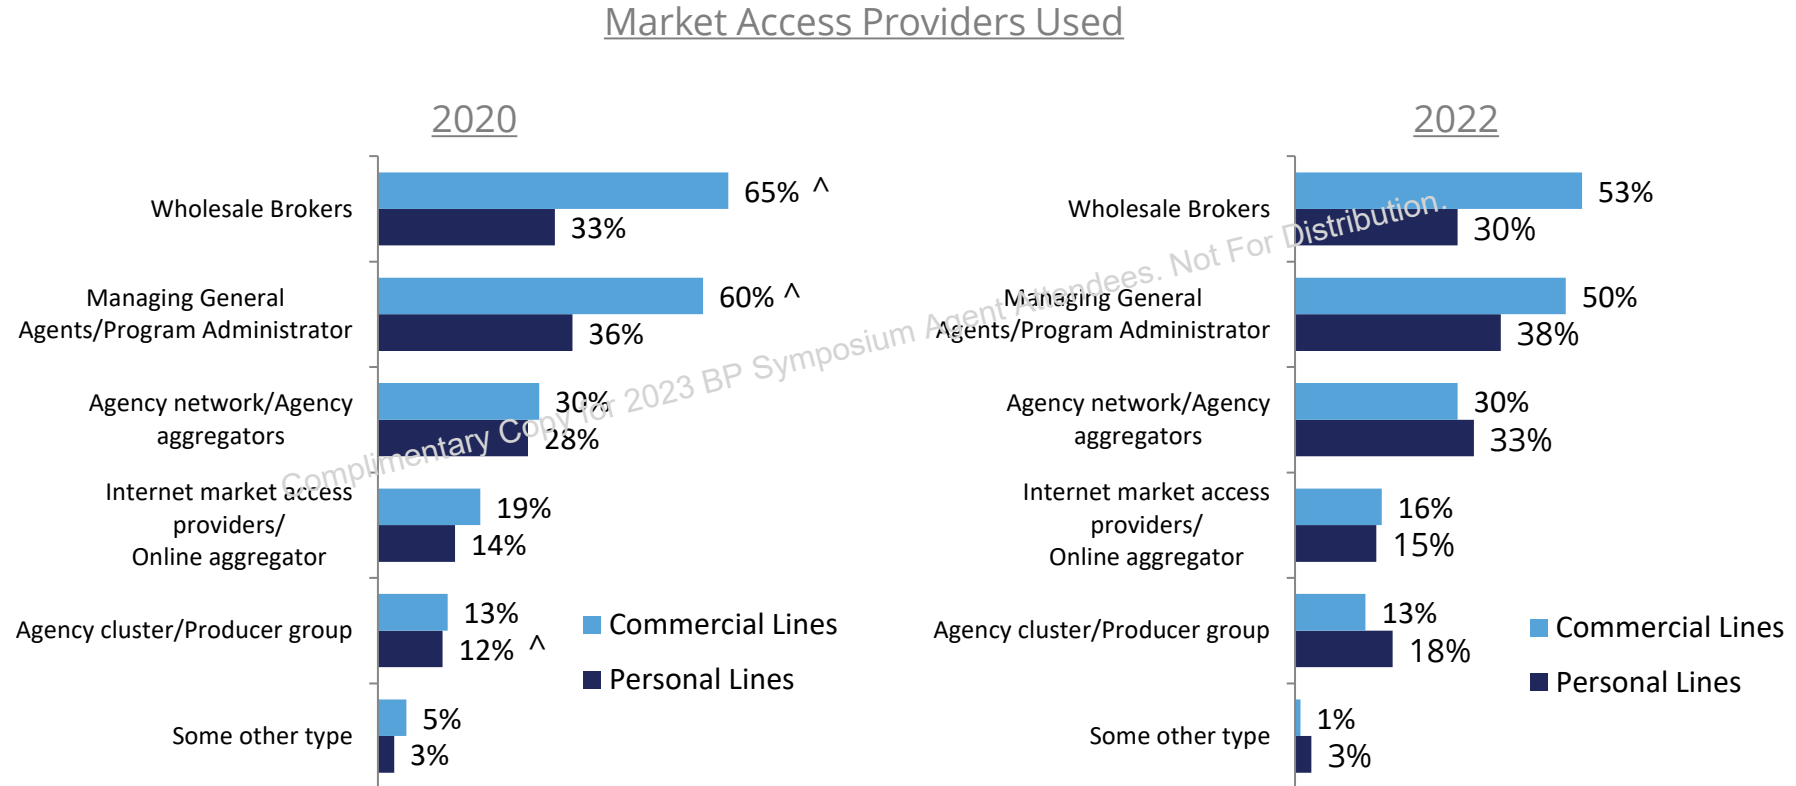 Market Access Providers Used
2020
Wholesale Brokers
65% ^
33%
Managing General
Agents/Program Administrator
60% ^
36%
Agency network/Agency
aggregators
30%
28%
Internet market access
providers/
Online aggregator
19%
14%
Agency cluster/Producer group
13%
12% ^
Some other type
5%
3%
Commercial Lines
Personal Lines
2022
Wholesale Brokers
53%
30%
Managing General
Agents/Program Administrator
50%
38%
Agency network/Agency
aggregators
30%
33%
Internet market access
providers/
Online aggregator
16%
15%
Agency cluster/Producer group
13%
18%
Some other type
1%
3%
Commercial Lines
Personal Lines
Complimentary Copy for 2023 BP Symposium Agent Attendees. Not For Distribution.